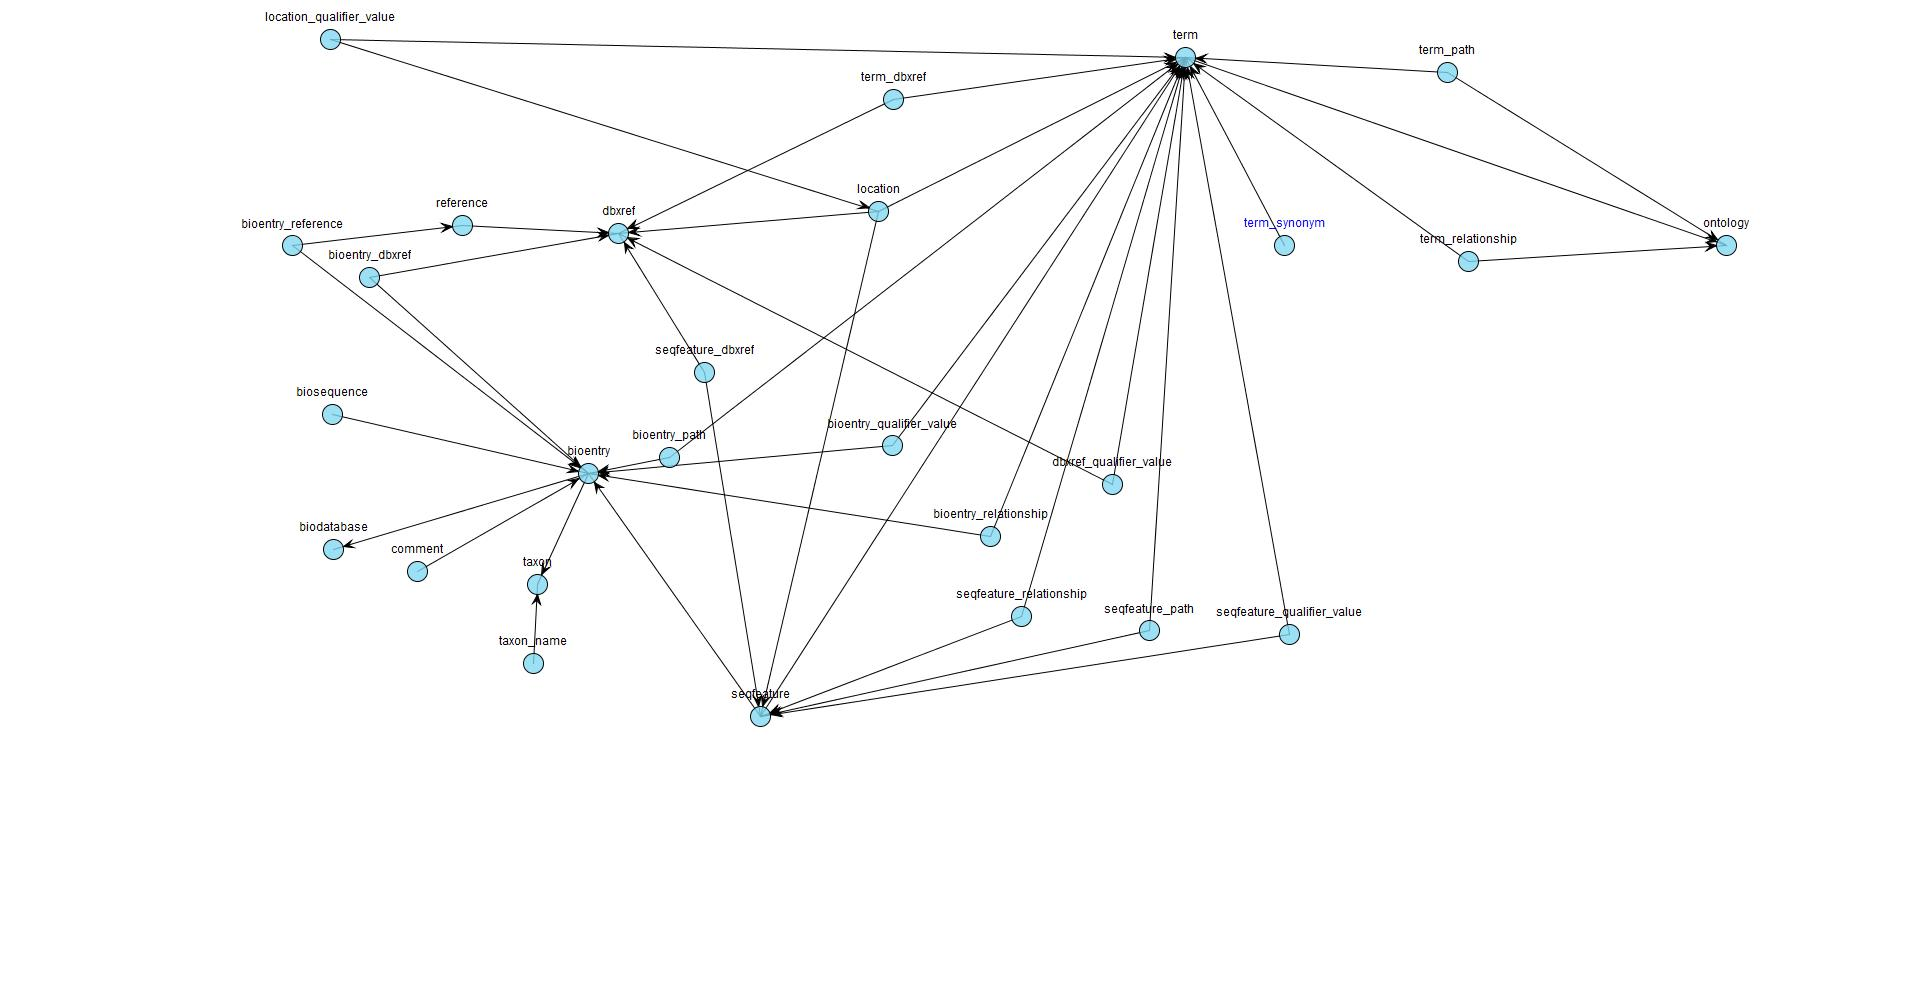 location_qualifier_value
term
term_path
term_dbxref
location
reference
dbxref
bioentry_reference
term_synonym
ontology
term_relationship
bioentry_dbxref
seqfeature_dbxref
biosequence
bioentry_qualifier_value
bioentry_path
bioentry
dbxref_qualifier_value
bioentry_relationship
biodatabase
comment
taxon
seqfeature_relationship
seqfeature_path
seqfeature_qualifier_value
taxon_name
seqfeature